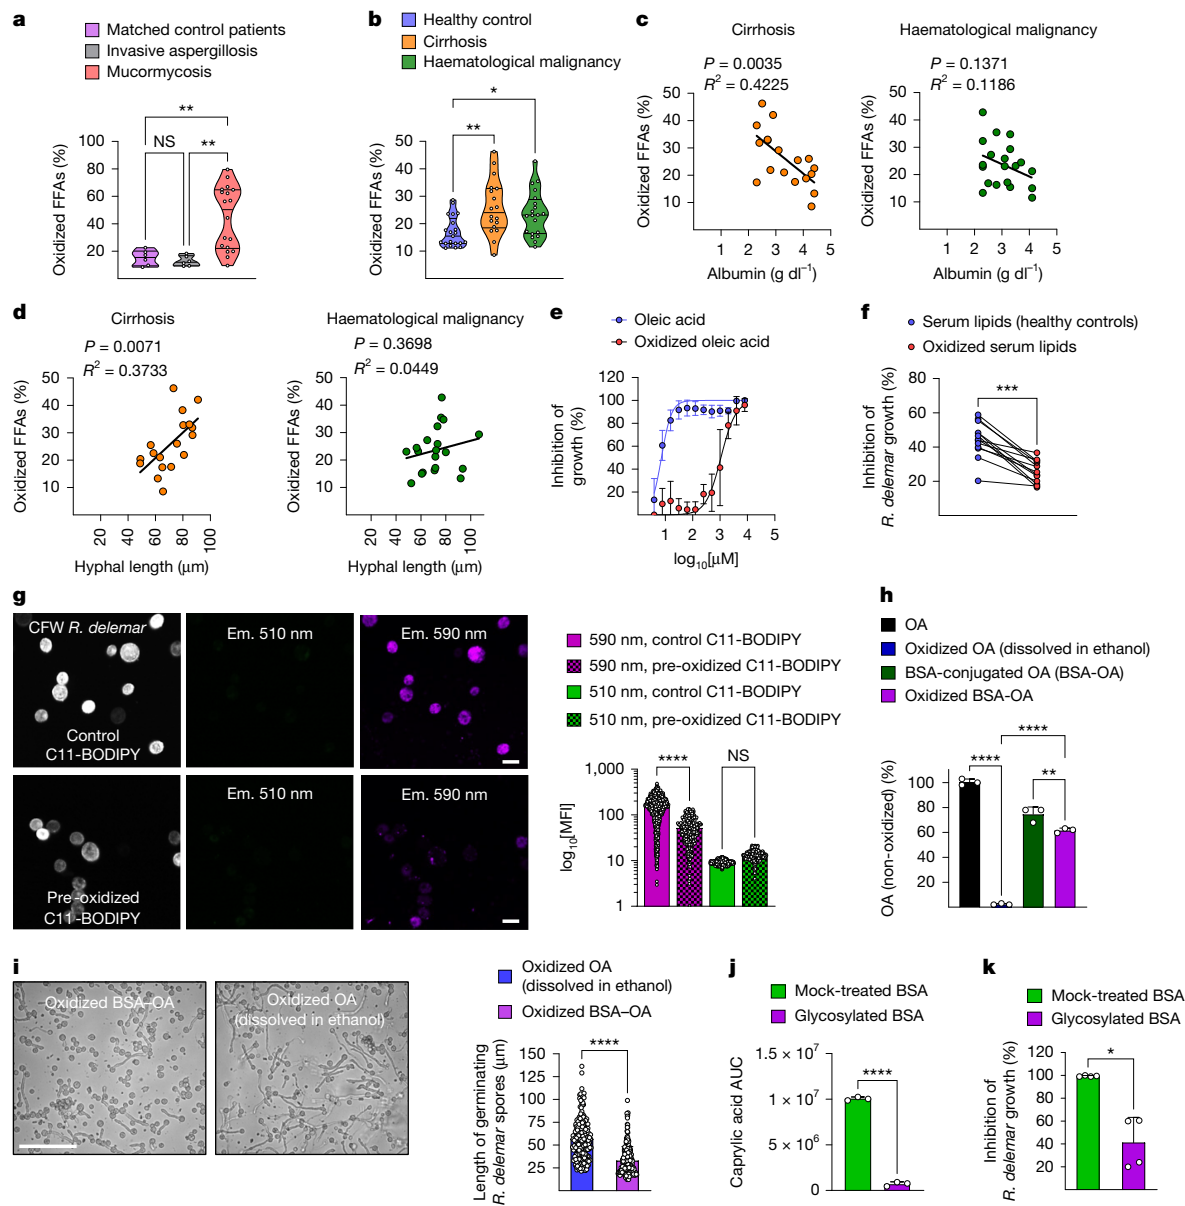 a
Matched control patients
Invasive aspergillosis
Mucormycosis
**
NS
**
Oxidized FFAs (%)
100
80
60
40
20
b
Healthy control
Cirrhosis
Haematological malignancy
*
**
Oxidized FFAs (%)
50
40
30
20
10
c
Cirrhosis
P = 0.0035
R² = 0.4225
Oxidized FFAs (%)
50
40
30
20
10
1 2 3 4 5
Albumin (g dl⁻¹)
Haematological malignancy
P = 0.1371
R² = 0.1186
Oxidized FFAs (%)
50
40
30
20
10
1 2 3 4 5
Albumin (g dl⁻¹)
d
Cirrhosis
P = 0.0071
R² = 0.3733
Oxidized FFAs (%)
50
40
30
20
10
20 40 60 80 100
Hyphal length (μm)
Haematological malignancy
P = 0.3698
R² = 0.0449
Oxidized FFAs (%)
50
40
30
20
10
20 40 60 80 100
Hyphal length (μm)
e
Oleic acid
Oxidized oleic acid
Inbition of
growth (%)
120
100
80
60
40
20
1 2 3 4 5
log₁₀[μM]
f
Serum lipids (healthy controls)
Oxidized serum lipids
***
Inhibition of
R. delemar growth (%)
80
60
40
20
g
CFW R. delemar
Control
C11-BODIPY
Em. 510 nm
Em. 590 nm
Pre-oxidized
C11-BODIPY
Em. 510 nm
Em. 590 nm
590 nm, control C11-BODIPY
590 nm, pre-oxidized C11-BODIPY
510 nm, control C11-BODIPY
510 nm, pre-oxidized C11-BODIPY
****
NS
log₁₀[MFI]
1,000
100
10
1
h
OA
Oxidized OA (dissolved in ethanol)
BSA-conjugated OA (BSA-OA)
Oxidized BSA-OA
****
****
**
OA (non-oxidized) (%)
100
80
60
40
20
i
Oxidized BSA–OA
Oxidized OA
(dissolved in ethanol)
Oxidized OA
(dissolved in ethanol)
Oxidized BSA–OA
****
Length of germinating
R. delemar spores (μm)
150
125
100
75
50
25
j
Mock-treated BSA
Glycosylated BSA
****
Caprylic acid AUC
1.5 × 10⁷
1 × 10⁷
5 × 10⁶
0
k
Mock-treated BSA
Glycosylated BSA
*
Inhibition of
R. delemar growth (%)
120
100
80
60
40
20